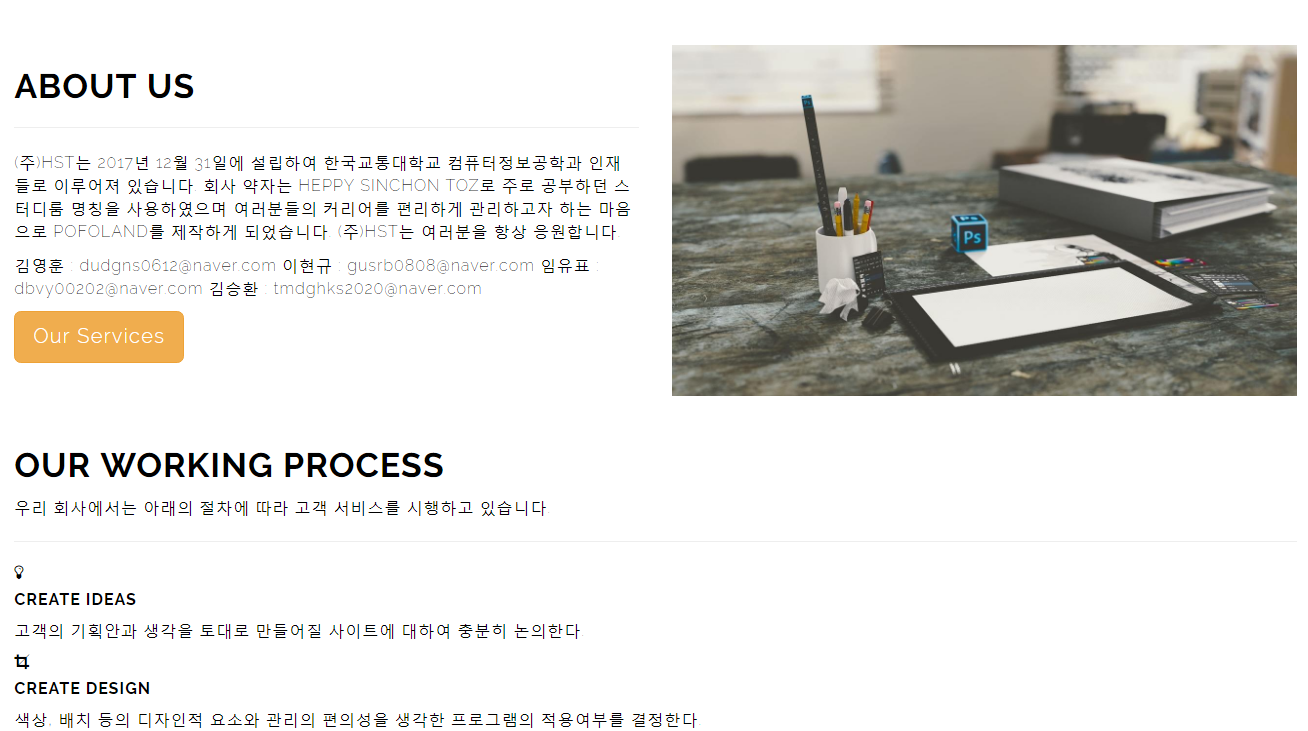 ABOUT US
(주)HST는 2017년 12월 31일에 설립하여 한국교통대학교 컴퓨터정보공학과 인재
들로 이루어져 있습니다. 회사 약자는 HEPPY SINCHON TOZ로 주로 공부하던 스
터디룸 명칭을 사용하였으며 여러분들의 커리어를 편리하게 관리하고자 하는 마음
으로 POFOLAND를 제작하게 되었습니다. (주)HST는 여러분을 항상 응원합니다.
김영훈 : dudgns0612@naver.com 이현규 : gusrb0808@naver.com 임유표 :
dbvy00202@naver.com 김승환 : tmdghks2020@naver.com
Our Services
Ps
OUR WORKING PROCESS
우리 회사에서는 아래의 절차에 따라 고객 서비스를 시행하고 있습니다.
CREATE IDEAS
고객의 기획안과 생각을 토대로 만들어질 사이트에 대하여 충분히 논의한다.
CREATE DESIGN
색상, 배치 등의 디자인적 요소와 관리의 편의성을 생각한 프로그램의 적용여부를 결정한다.